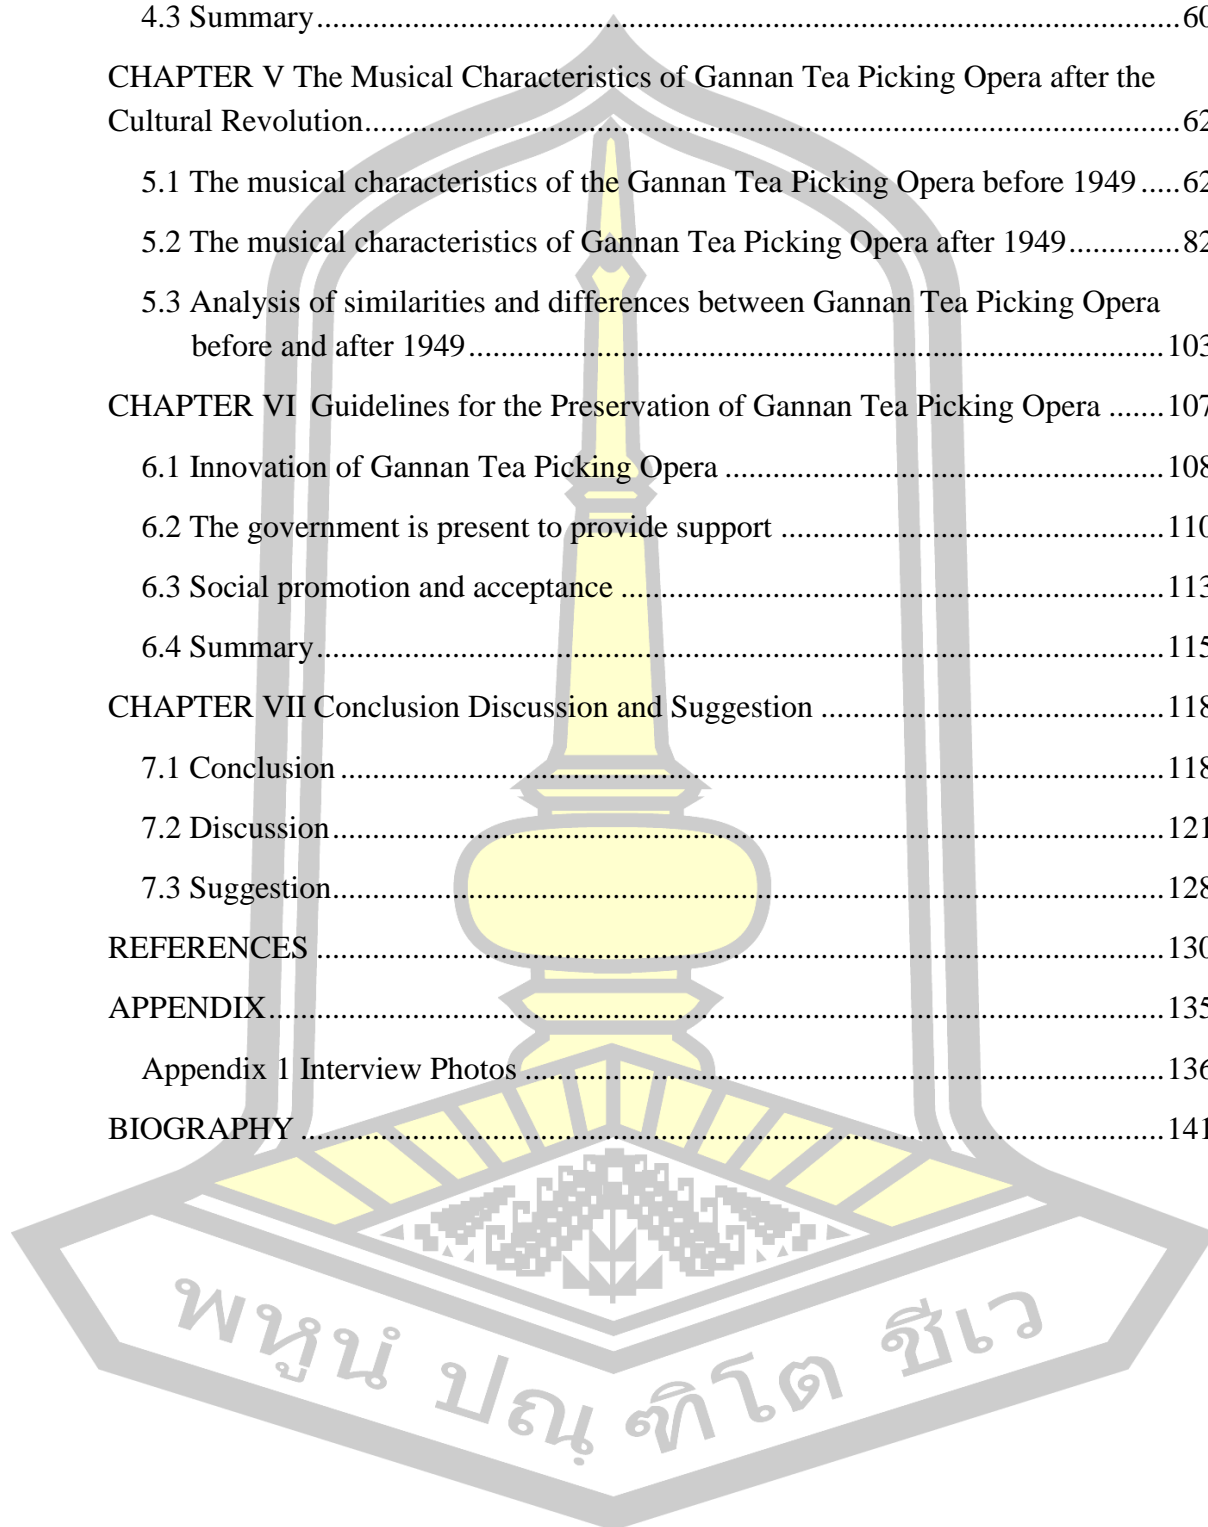 4.3 Summary..........60
CHAPTER V The Musical Characteristics of Gannan Tea Picking Opera after the
Cultural Revolution..........62
5.1 The musical characteristics of the Gannan Tea Picking Opera before 1949.....62
5.2 The musical characteristics of Gannan Tea Picking Opera after 1949..........82
5.3 Analysis of similarities and differences between Gannan Tea Picking Opera
before and after 1949..........103
CHAPTER VI  Guidelines for the Preservation of Gannan Tea Picking Opera .......107
6.1 Innovation of Gannan Tea Picking Opera ..........108
6.2 The government is present to provide support ..........110
6.3 Social promotion and acceptance ..........113
6.4 Summary..........115
CHAPTER VII Conclusion Discussion and Suggestion ..........118
7.1 Conclusion ..........118
7.2 Discussion..........121
7.3 Suggestion..........128
REFERENCES ..........130
APPENDIX..........135
Appendix 1 Interview Photos ..........136
BIOGRAPHY ..........141
พหูนํ ปณฺฑิโต ชีเว